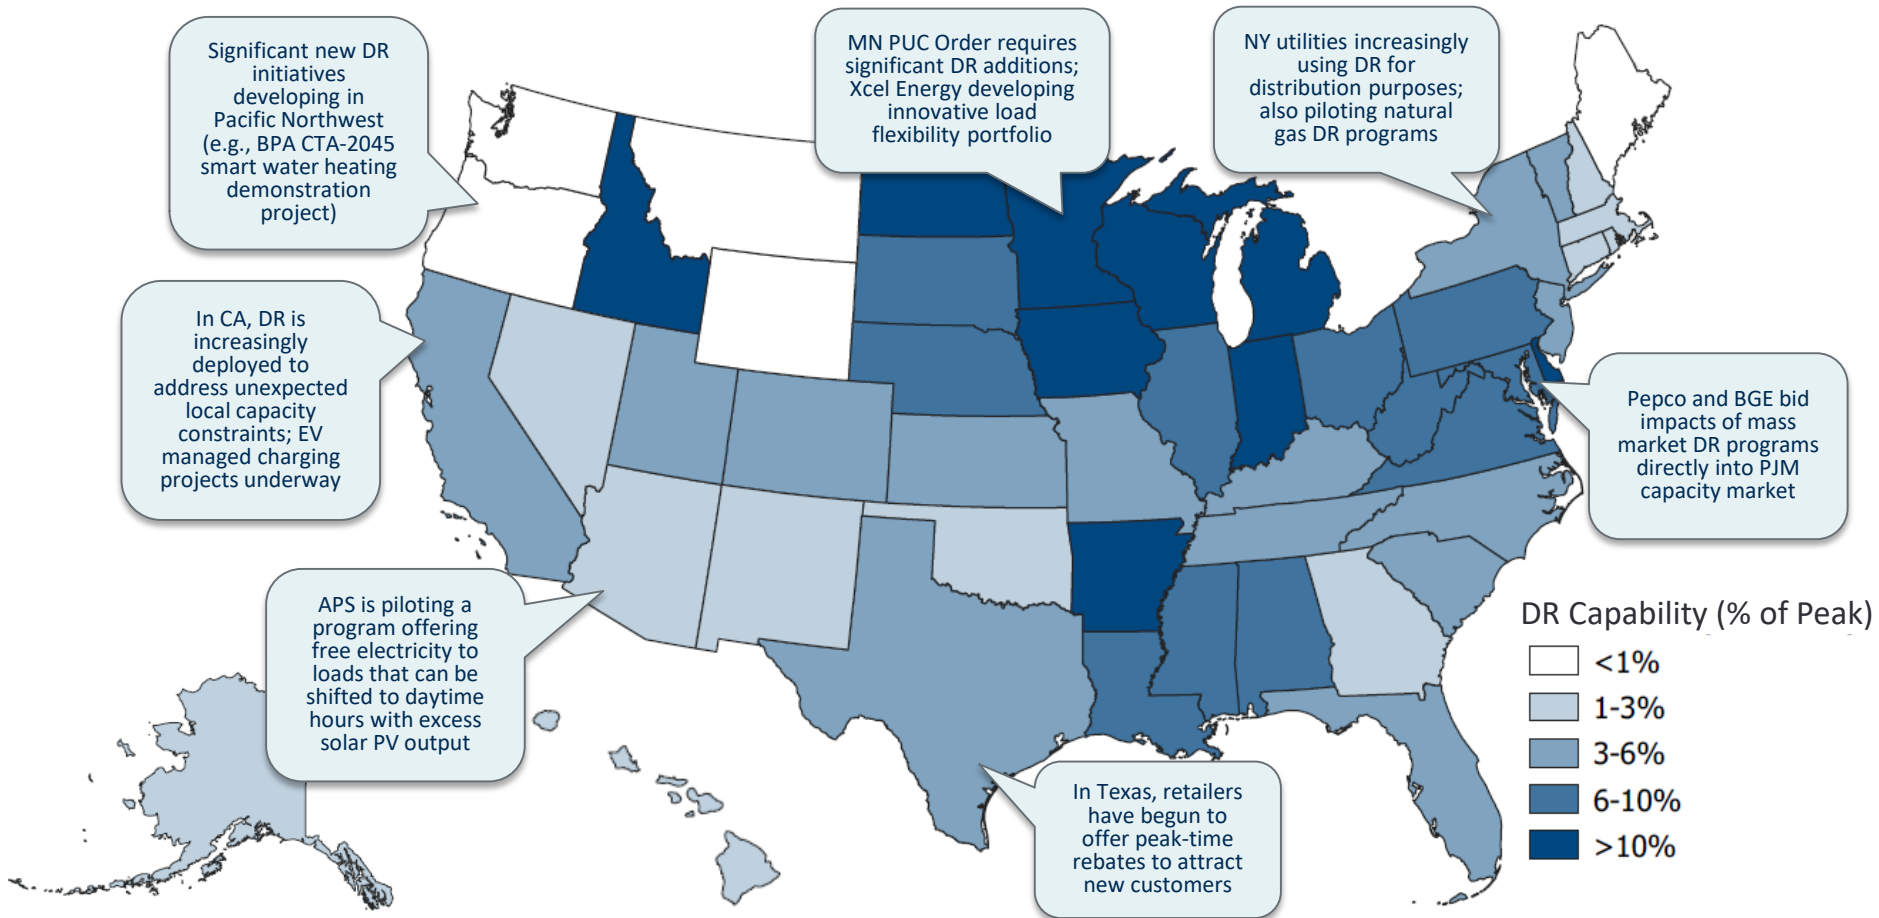 Significant new DR
initiatives
developing in
Pacific Northwest
(e.g., BPA CTA-2045
smart water heating
demonstration
project)
MN PUC Order requires
significant DR additions;
Xcel Energy developing
innovative load
flexibility portfolio
NY utilities increasingly
using DR for
distribution purposes;
also piloting natural
gas DR programs
In CA, DR is
increasingly
deployed to
address unexpected
local capacity
constraints; EV
managed charging
projects underway
Pepco and BGE bid
impacts of mass
market DR programs
directly into PJM
capacity market
APS is piloting a
program offering
free electricity to
loads that can be
shifted to daytime
hours with excess
solar PV output
In Texas, retailers
have begun to
offer peak-time
rebates to attract
new customers
DR Capability (% of Peak)
<1%
1-3%
3-6%
6-10%
>10%